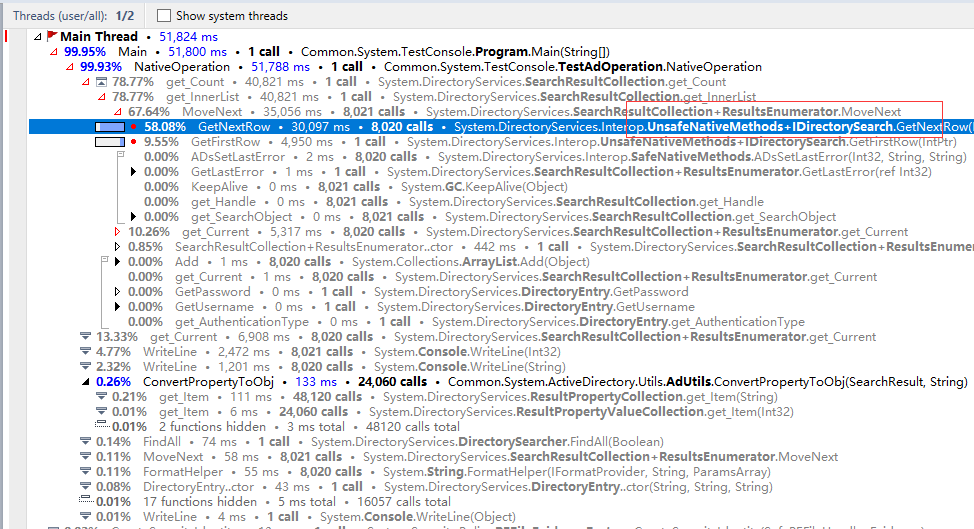 Threads (user/all): 1/2 Show system threads
Main Thread • 51,824 ms
99.95% Main • 51,800 ms • 1 call • Common.System.TestConsole.Program.Main(String[])
99.93% NativeOperation • 51,788 ms • 1 call • Common.System.TestConsole.TestAdOperation.NativeOperation
78.77% get_Count • 40,821 ms • 1 call • System.DirectoryServices.SearchResultCollection.get_Count
78.77% get_InnerList • 40,821 ms • 1 call • System.DirectoryServices.SearchResultCollection.get_InnerList
67.64% MoveNext • 35,056 ms • 8,021 calls • System.DirectoryServices.SearchResultCollection+ResultsEnumerator.MoveNext
58.08% GetNextRow • 30,097 ms • 8,020 calls • System.DirectoryServices.Interop.UnsafeNativeMethods+IDirectorySearch.GetNextRow(
9.55% GetFirstRow • 4,950 ms • 1 call • System.DirectoryServices.Interop.UnsafeNativeMethods+IDirectorySearch.GetFirstRow(IntPtr)
0.00% ADsSetLastError • 2 ms • 8,020 calls • System.DirectoryServices.Interop.SafeNativeMethods.ADsSetLastError(Int32, String, String)
0.00% GetLastError • 1 ms • 1 call • System.DirectoryServices.SearchResultCollection+ResultsEnumerator.GetLastError(ref Int32)
0.00% KeepAlive • 0 ms • 8,021 calls • System.GC.KeepAlive(Object)
0.00% get_Handle • 0 ms • 8,021 calls • System.DirectoryServices.SearchResultCollection.get_Handle
0.00% get_SearchObject • 0 ms • 8,021 calls • System.DirectoryServices.SearchResultCollection.get_SearchObject
10.26% get_Current • 5,317 ms • 8,020 calls • System.DirectoryServices.SearchResultCollection+ResultsEnumerator.get_Current
0.85% SearchResultCollection+ResultsEnumerator..ctor • 442 ms • 1 call • System.DirectoryServices.SearchResultCollection+ResultsEnumera
0.00% Add • 1 ms • 8,020 calls • System.Collections.ArrayList.Add(Object)
0.00% get_Current • 1 ms • 8,020 calls • System.DirectoryServices.SearchResultCollection+ResultsEnumerator.get_Current
0.00% GetPassword • 0 ms • 1 call • System.DirectoryServices.DirectoryEntry.GetPassword
0.00% GetUsername • 0 ms • 1 call • System.DirectoryServices.DirectoryEntry.GetUsername
0.00% get_AuthenticationType • 0 ms • 1 call • System.DirectoryServices.DirectoryEntry.get_AuthenticationType
13.33% get_Current • 6,908 ms • 8,020 calls • System.DirectoryServices.SearchResultCollection+ResultsEnumerator.get_Current
4.77% WriteLine • 2,472 ms • 8,021 calls • System.Console.WriteLine(Int32)
2.32% WriteLine • 1,201 ms • 8,020 calls • System.Console.WriteLine(String)
0.26% ConvertPropertyToObj • 133 ms • 24,060 calls • Common.System.ActiveDirectory.Utils.AdUtils.ConvertPropertyToObj(SearchResult, String)
0.21% get_Item • 111 ms • 48,120 calls • System.DirectoryServices.ResultPropertyCollection.get_Item(String)
0.01% get_Item • 6 ms • 24,060 calls • System.DirectoryServices.ResultPropertyValueCollection.get_Item(Int32)
0.01% 2 functions hidden • 3 ms total • 48120 calls total
0.14% FindAll • 74 ms • 1 call • System.DirectoryServices.DirectorySearcher.FindAll(Boolean)
0.11% MoveNext • 58 ms • 8,021 calls • System.DirectoryServices.SearchResultCollection+ResultsEnumerator.MoveNext
0.11% FormatHelper • 55 ms • 8,020 calls • System.String.FormatHelper(IFormatProvider, String, ParamsArray)
0.08% DirectoryEntry..ctor • 43 ms • 1 call • System.DirectoryServices.DirectoryEntry..ctor(String, String, String)
0.01% 17 functions hidden • 5 ms total • 16057 calls total
0.01% WriteLine • 4 ms • 1 call • System.Console.WriteLine(Object)